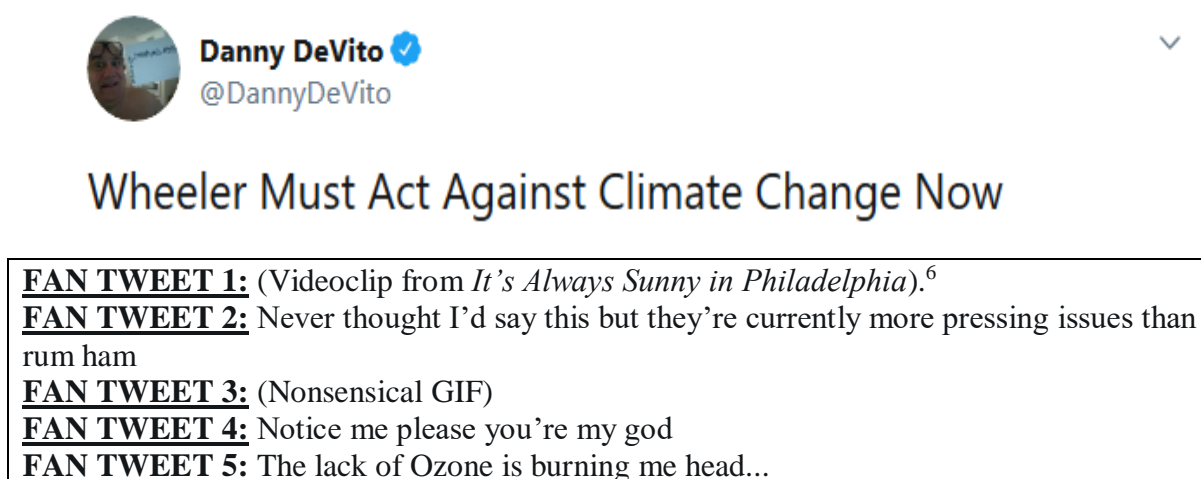 Danny DeVito
@DannyDeVito
Wheeler Must Act Against Climate Change Now
FAN TWEET 1: (Videoclip from It’s Always Sunny in Philadelphia).6
FAN TWEET 2: Never thought I’d say this but they’re currently more pressing issues than
rum ham
FAN TWEET 3: (Nonsensical GIF)
FAN TWEET 4: Notice me please you’re my god
FAN TWEET 5: The lack of Ozone is burning me head...